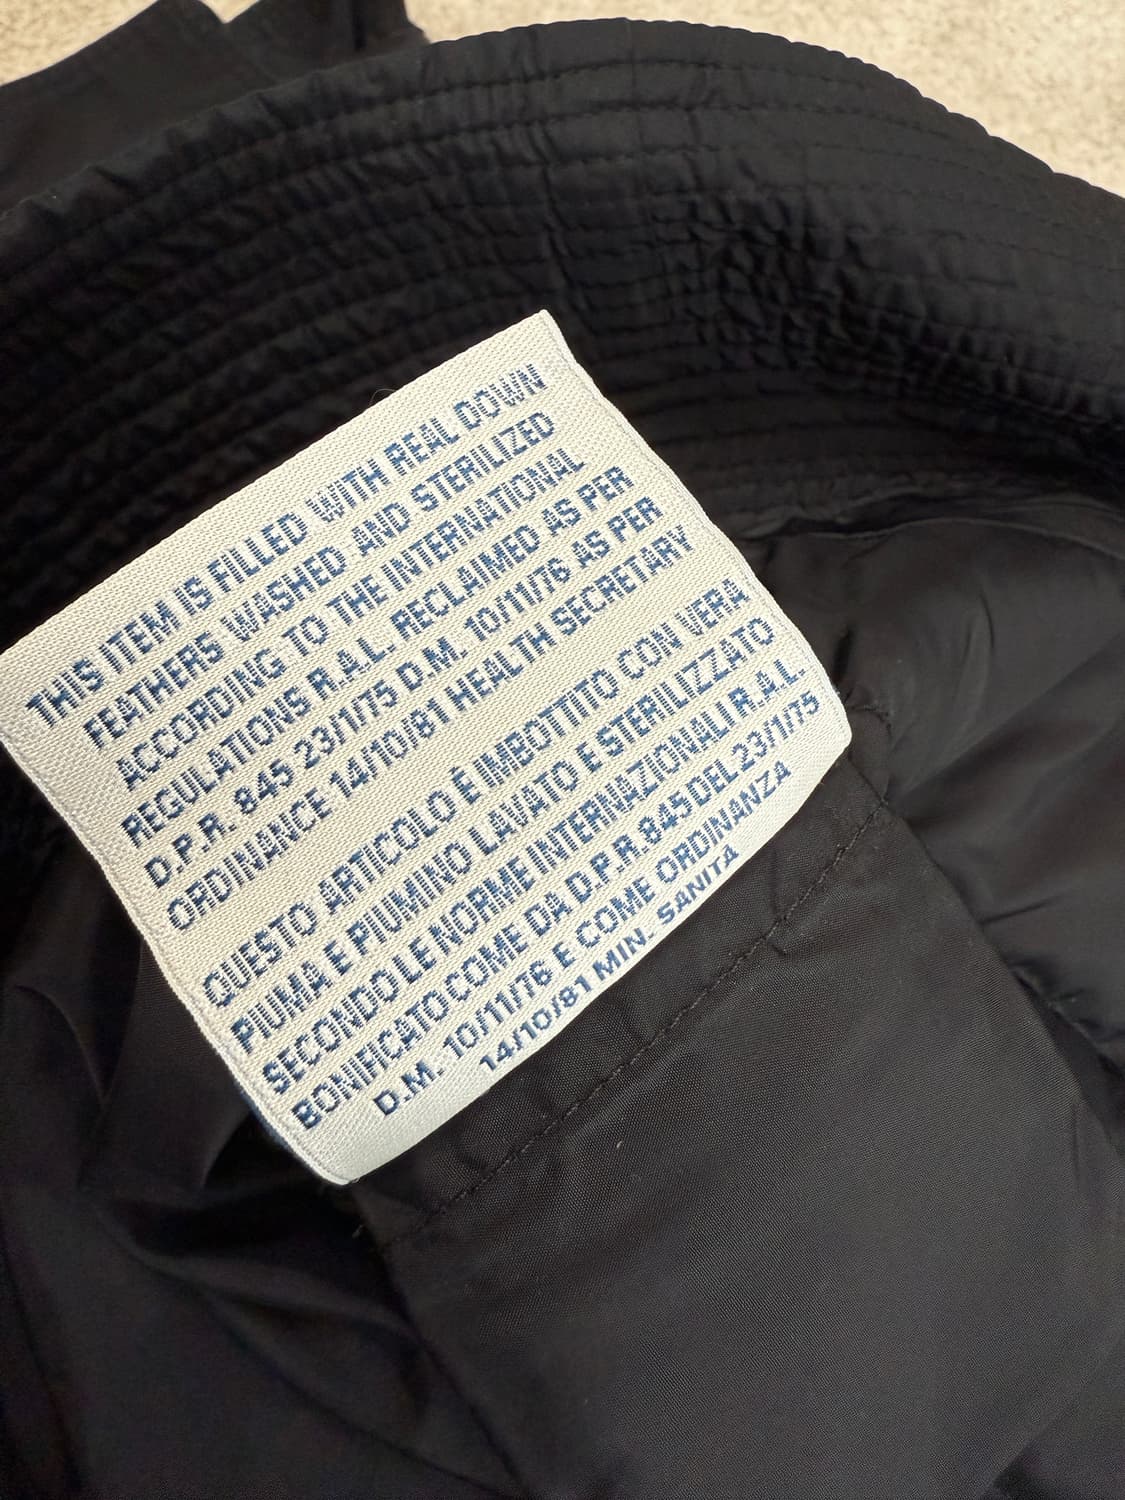 THIS ITEM IS FILLED WITH REAL DOWN
FEATHERS WASHED AND STERILIZED
ACCORDING TO THE INTERNATIONAL
REGULATIONS R.A.L. RECLAIMED AS PER
D.P.R. 845 23/1/75 D.M. 10/11/76 AS PER
ORDINANCE 14/10/81 HEALTH SECRETARY
QUESTO ARTICOLO È IMBOTTITO CON VERA
PIUMA E PIUMINO LAVATO E STERILIZZATO
SECONDO LE NORME INTERNAZIONALI R.A.L.
BONIFICATO COME DA D.P.R. 845 DEL 23/1/75
D.M. 10/11/76 E COME ORDINANZA
14/10/81 MIN. SANITÀ